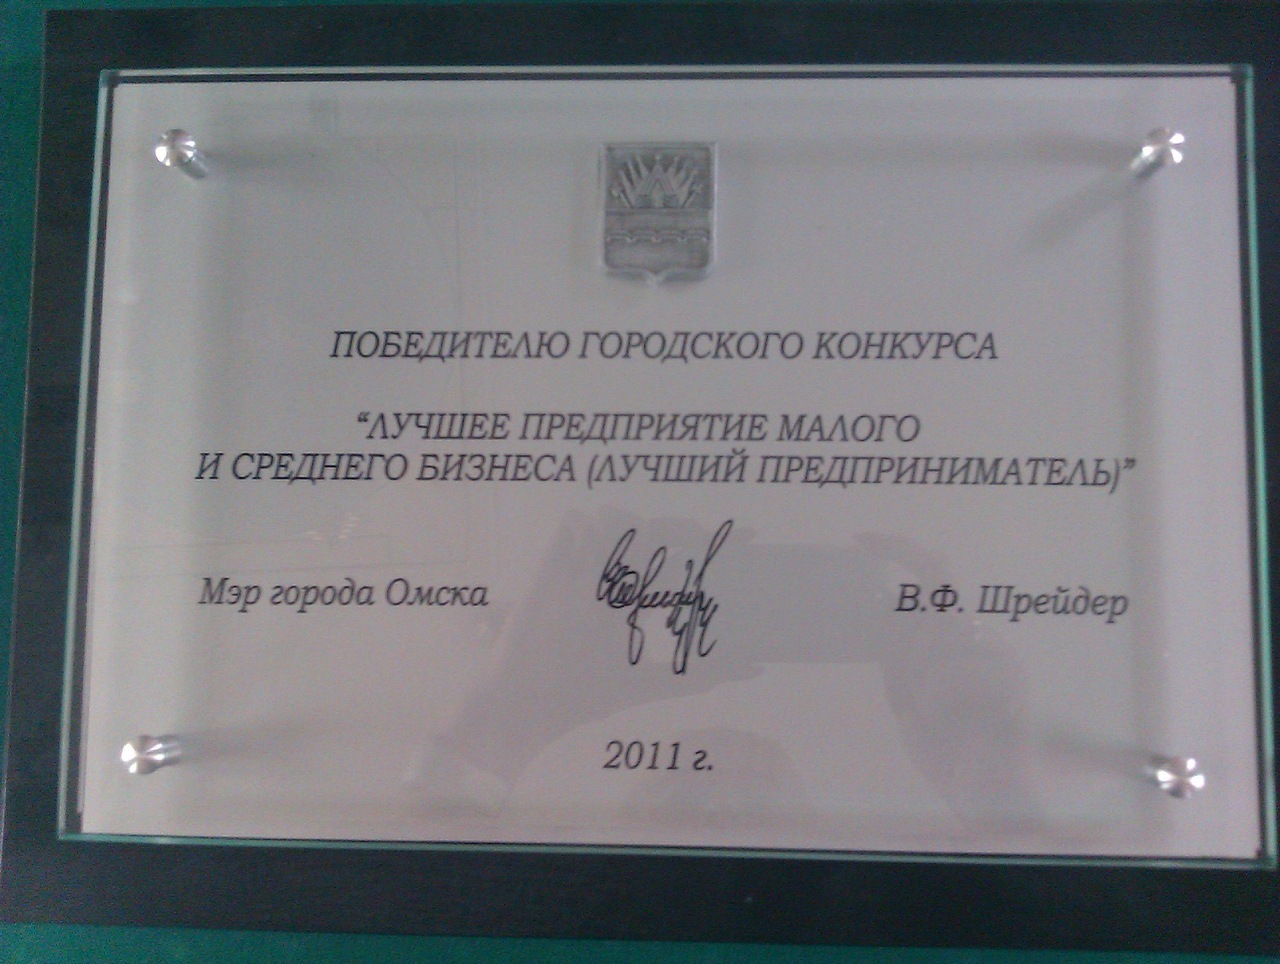 ПОБЕДИТЕЛЮ ГОРОДСКОГО КОНКУРСА
“ЛУЧШЕЕ ПРЕДПРИЯТИЕ МАЛОГО
И СРЕДНЕГО БИЗНЕСА (ЛУЧШИЙ ПРЕДПРИНИМАТЕЛЬ)”
Мэр города Омска В.Ф. Шрейдер
2011 г.